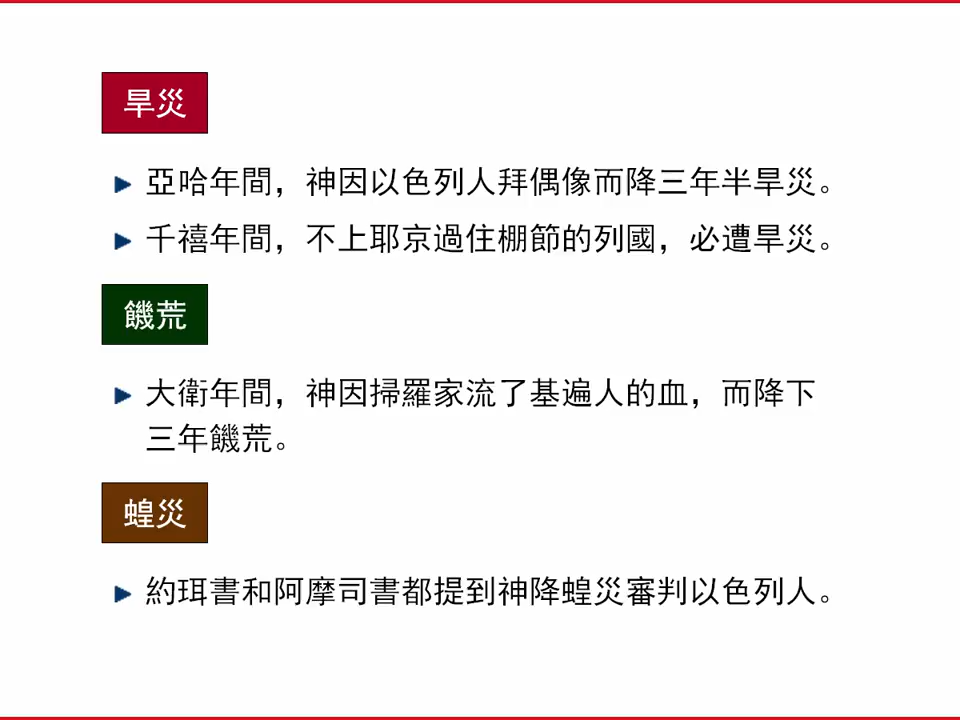 旱災
亞哈年間，神因以色列人拜偶像而降三年半旱災。
千禧年間，不上耶京過住棚節的列國，必遭旱災。
饑荒
大衛年間，神因掃羅家流了基遍人的血，而降下
三年饑荒。
蝗災
約珥書和阿摩司書都提到神降蝗災審判以色列人。